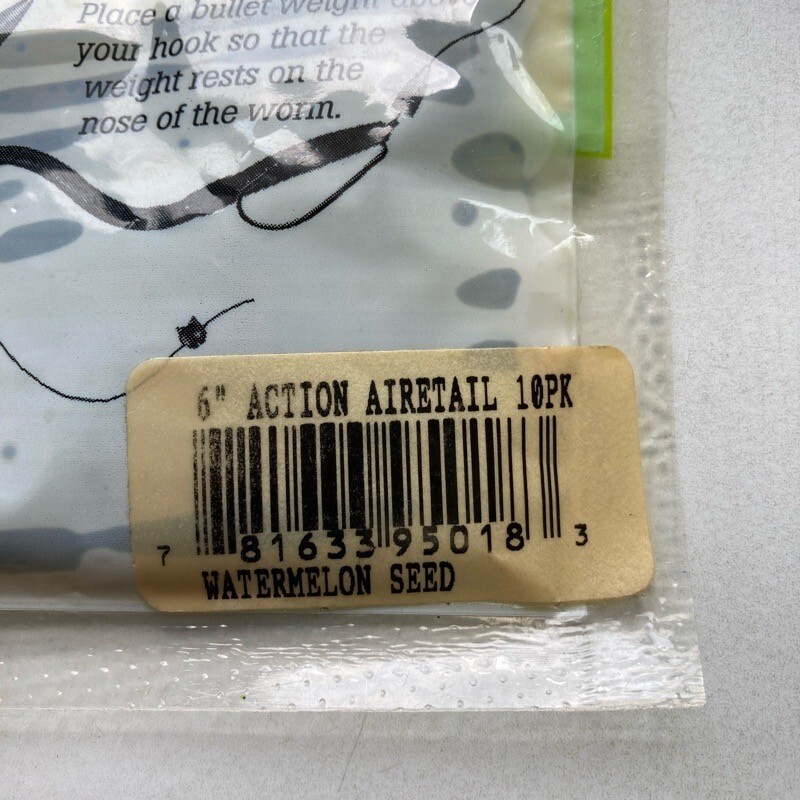 Place a bullet weight above
your hook so that the
weight rests on the
nose of the worm.
6" ACTION AIRETAIL 10PK
7 81633 95018 3
WATERMELON SEED